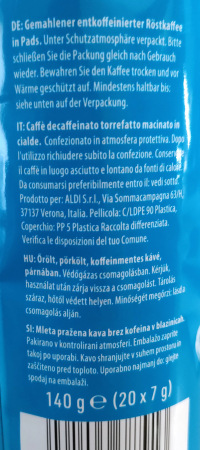 DE: Gemahlener entkoffeinierter Röstkaffee
in Pads. Unter Schutzatmosphäre verpackt. Bitte
schließen Sie die Packung gleich nach Gebrauch
wieder. Bewahren Sie den Kaffee trocken und vor
Wärme geschützt auf. Mindestens haltbar bis:
siehe unten auf der Verpackung.
IT: Caffè decaffeinato torrefatto macinato in
cialde. Confezionato in atmosfera protettiva. Dopo
l'utilizzo richiudere subito la confezione. Conservare
il caffè in luogo asciutto e lontano da fonti di calore.
Da consumarsi preferibilmente entro il: vedi sotto.
Prodotto per: ALDI S.r.l., Via Sommacampagna 63/H,
37137 Verona, Italia. Pellicola: C/LDPE 90 Plastica,
Coperchio: PP 5 Plastica Raccolta differenziata.
Verifica le disposizioni del tuo Comune.
HU: Őrölt, pörkölt, koffeinmentes kávé,
párnában. Védőgázas csomagolásban. Kérjük,
használat után zárja vissza a csomagolást. Tárolás
száraz, hőtől védett helyen. Minőségét megőrzi: lásd a
csomagolás alján.
SI: Mleta pražena kava brez kofeina v blazinicah.
Pakirano v kontrolirani atmosferi. Embalažo zaprite
takoj po uporabi. Kavo shranjujte v suhem prostoru in
zaščiteno pred toploto. Uporabno najmanj do: glejte
spodaj na embalaži.
140 g e (20 x 7 g)